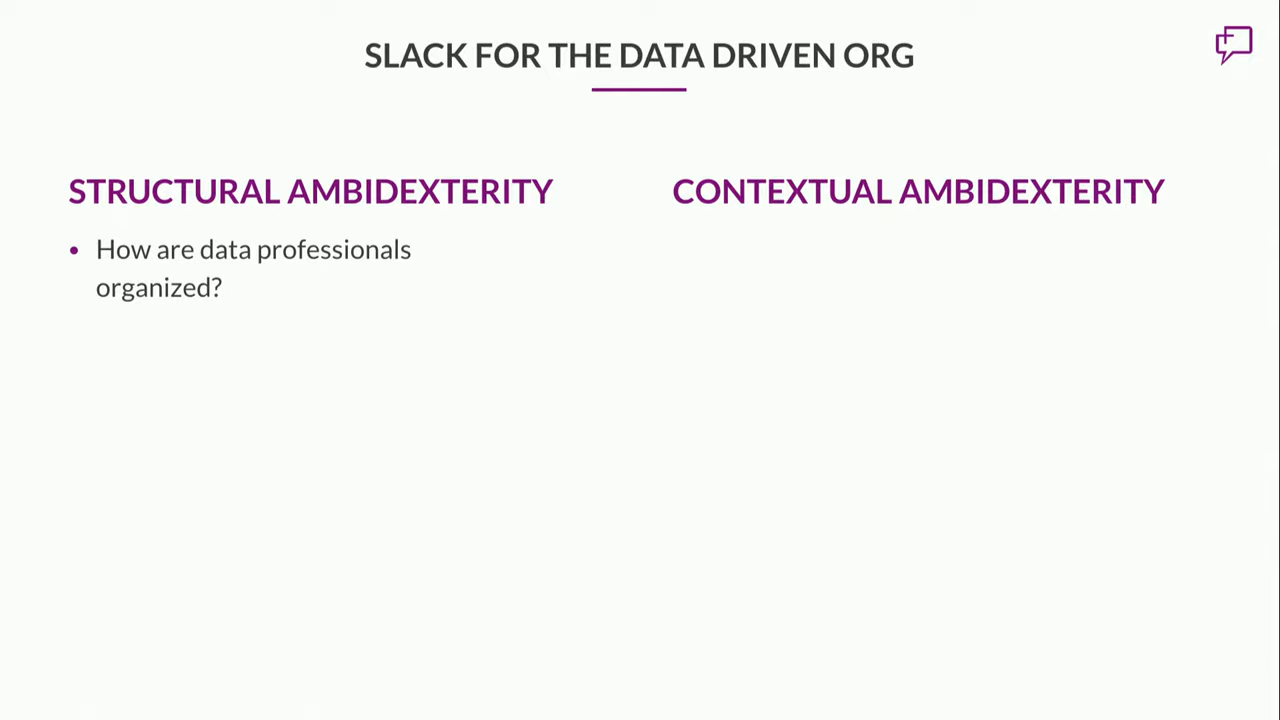 SLACK FOR THE DATA DRIVEN ORG
STRUCTURAL AMBIDEXTERITY
• How are data professionals
organized?
CONTEXTUAL AMBIDEXTERITY